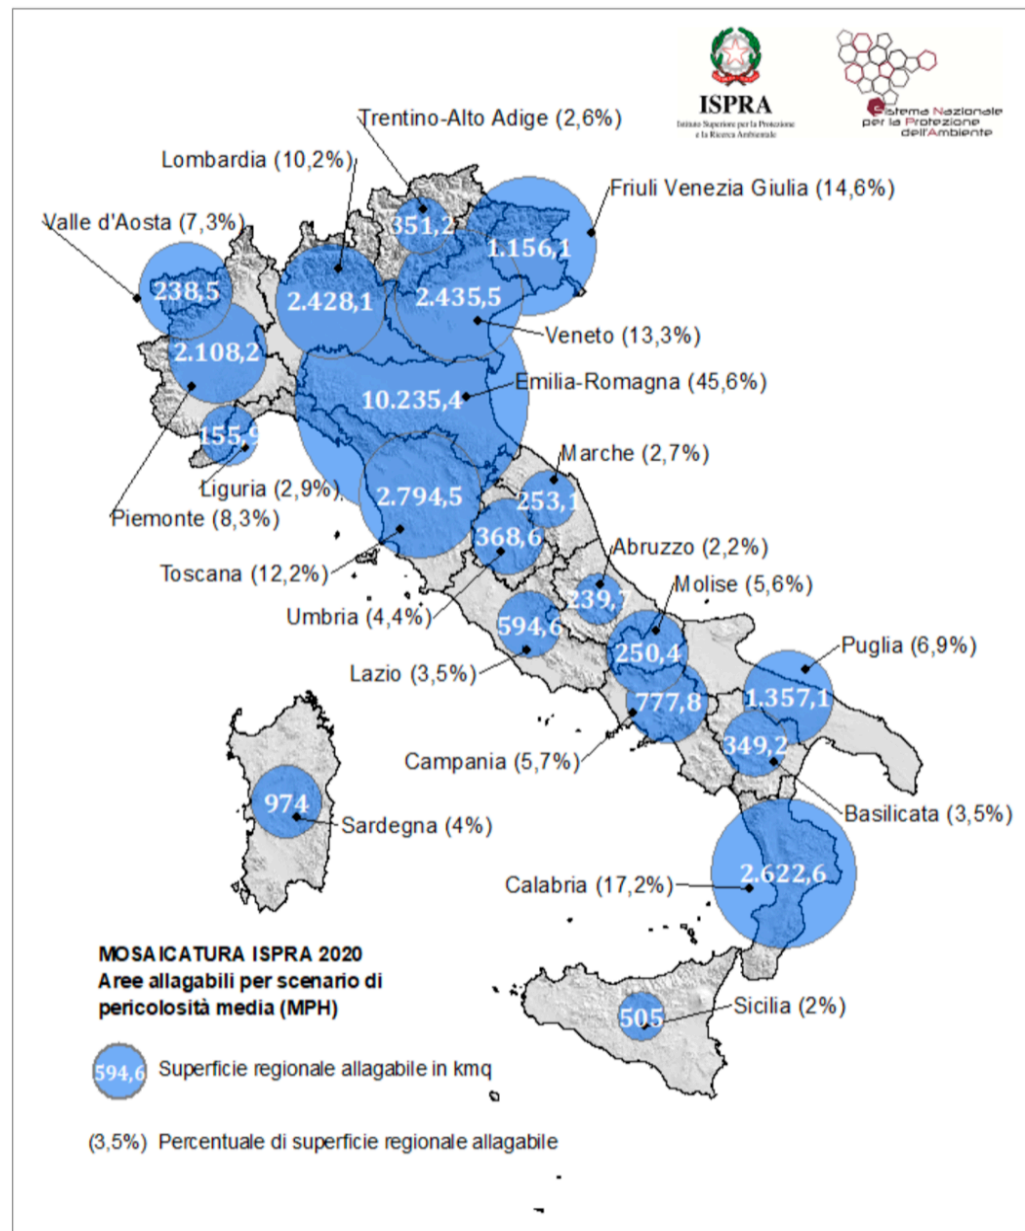 ISPRA
Istituto Superiore per la Protezione
e la Ricerca Ambientale
Sistema Nazionale
per la Protezione
dell'Ambiente
Trentino-Alto Adige (2,6%)
Lombardia (10,2%)
Friuli Venezia Giulia (14,6%)
Valle d'Aosta (7,3%)
351,2
1.156,1
238,5
2.428,1
2.435,5
Veneto (13,3%)
2.108,2
Emilia-Romagna (45,6%)
10.235,4
155,9
Marche (2,7%)
Liguria (2,9%)
2.794,5
253,1
Piemonte (8,3%)
368,6
Abruzzo (2,2%)
Toscana (12,2%)
Molise (5,6%)
239,7
Umbria (4,4%)
594,6
250,4
Puglia (6,9%)
Lazio (3,5%)
777,8
1.357,1
349,2
Campania (5,7%)
974
Basilicata (3,5%)
Sardegna (4%)
2.622,6
Calabria (17,2%)
MOSAICATURA ISPRA 2020
Aree allagabili per scenario di
pericolosità media (MPH)
505
Sicilia (2%)
594,6 Superficie regionale allagabile in kmq
(3,5%) Percentuale di superficie regionale allagabile